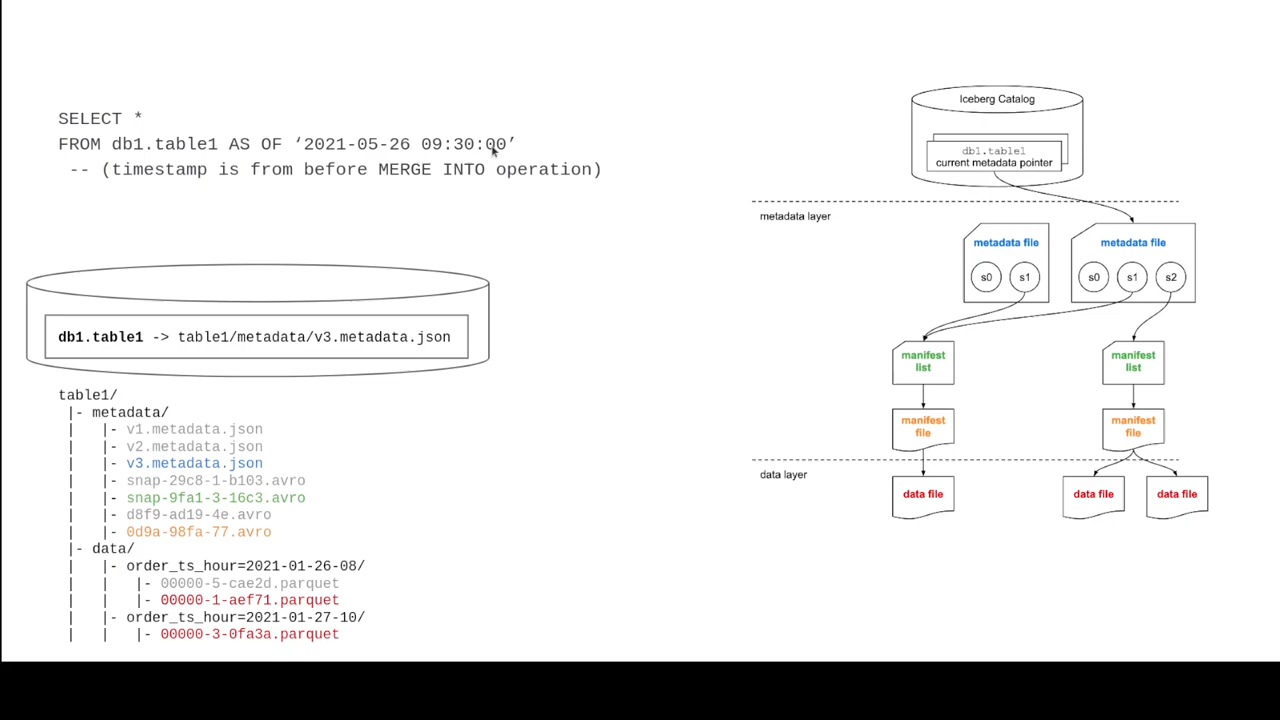 SELECT *
FROM db1.table1 AS OF ‘2021-05-26 09:30:00’
-- (timestamp is from before MERGE INTO operation)
db1.table1 -> table1/metadata/v3.metadata.json
table1/
|- metadata/
| |- v1.metadata.json
| |- v2.metadata.json
| |- v3.metadata.json
| |- snap-29c8-1-b103.avro
| |- snap-9fa1-3-16c3.avro
| |- d8f9-ad19-4e.avro
| |- 0d9a-98fa-77.avro
|- data/
| |- order_ts_hour=2021-01-26-08/
| | |- 00000-5-cae2d.parquet
| | |- 00000-1-aef71.parquet
| |- order_ts_hour=2021-01-27-10/
| | |- 00000-3-0fa3a.parquet
Iceberg Catalog
db1.table1
current metadata pointer
metadata layer
metadata file
s0 s1
metadata file
s0 s1 s2
manifest
list
manifest
list
manifest
file
manifest
file
data layer
data file
data file
data file